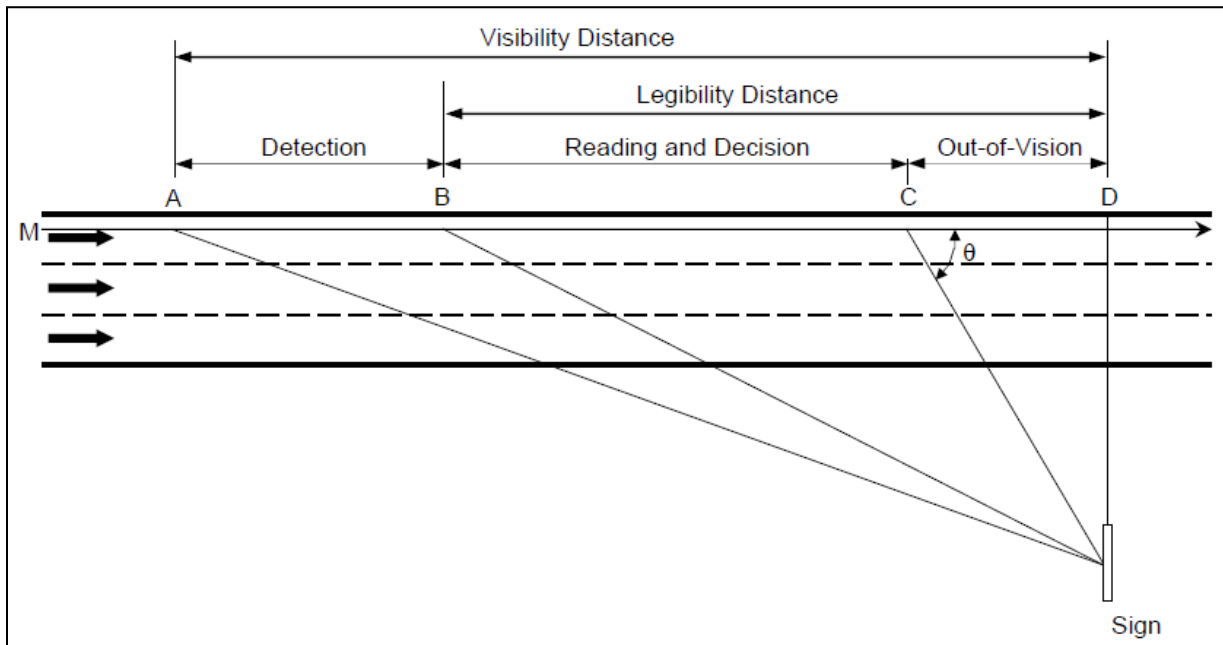 Visibility Distance
Legibility Distance
Detection
Reading and Decision
Out-of-Vision
A
B
C
D
M
θ
Sign